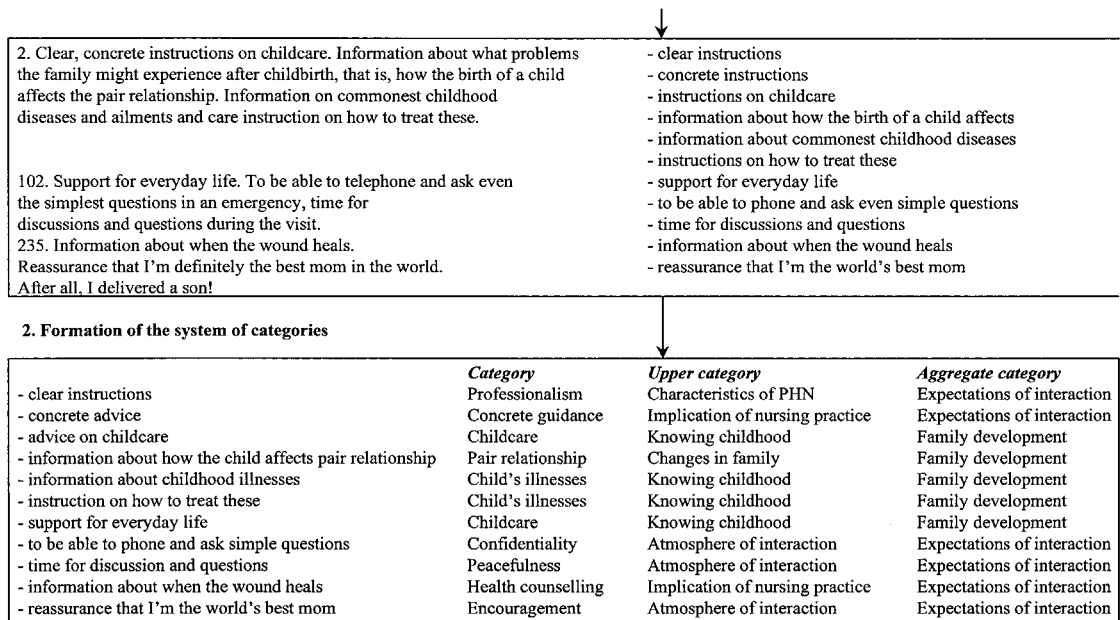 2. Clear, concrete instructions on childcare. Information about what problems
the family might experience after childbirth, that is, how the birth of a child
affects the pair relationship. Information on commonest childhood
diseases and ailments and care instruction on how to treat these.
102. Support for everyday life. To be able to telephone and ask even
the simplest questions in an emergency, time for
discussions and questions during the visit.
235. Information about when the wound heals.
Reassurance that I'm definitely the best mom in the world.
After all, I delivered a son!
- clear instructions
- concrete instructions
- instructions on childcare
- information about how the birth of a child affects
- information about commonest childhood diseases
- instructions on how to treat these
- support for everyday life
- to be able to phone and ask even simple questions
- time for discussions and questions
- information about when the wound heals
- reassurance that I'm the world's best mom
2. Formation of the system of categories
Category Upper category Aggregate category
- clear instructions Professionalism Characteristics of PHN Expectations of interaction
- concrete advice Concrete guidance Implication of nursing practice Expectations of interaction
- advice on childcare Childcare Knowing childhood Family development
- information about how the child affects pair relationship Pair relationship Changes in family Family development
- information about childhood illnesses Child's illnesses Knowing childhood Family development
- instruction on how to treat these Child's illnesses Knowing childhood Family development
- support for everyday life Childcare Knowing childhood Family development
- to be able to phone and ask simple questions Confidentiality Atmosphere of interaction Expectations of interaction
- time for discussion and questions Peacefulness Atmosphere of interaction Expectations of interaction
- information about when the wound heals Health counselling Implication of nursing practice Expectations of interaction
- reassurance that I'm the world's best mom Encouragement Atmosphere of interaction Expectations of interaction